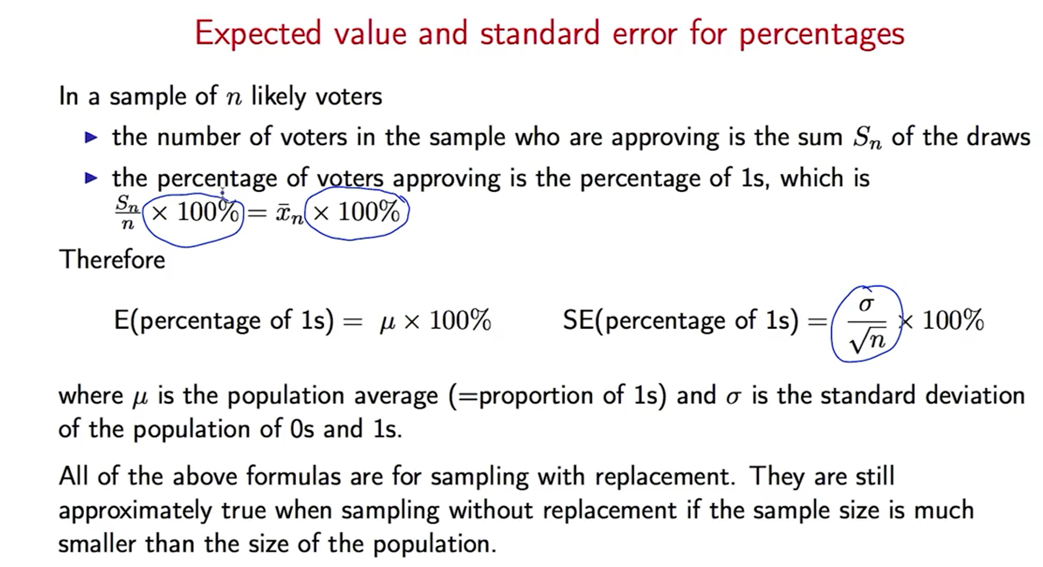 Expected value and standard error for percentages
In a sample of n likely voters
▶ the number of voters in the sample who are approving is the sum Sₙ of the draws
▶ the percentage of voters approving is the percentage of 1s, which is
Sₙ/n × 100% = x̄ₙ × 100%
Therefore
E(percentage of 1s) = μ × 100% SE(percentage of 1s) = σ/√n × 100%
where μ is the population average (=proportion of 1s) and σ is the standard deviation
of the population of 0s and 1s.
All of the above formulas are for sampling with replacement. They are still
approximately true when sampling without replacement if the sample size is much
smaller than the size of the population.